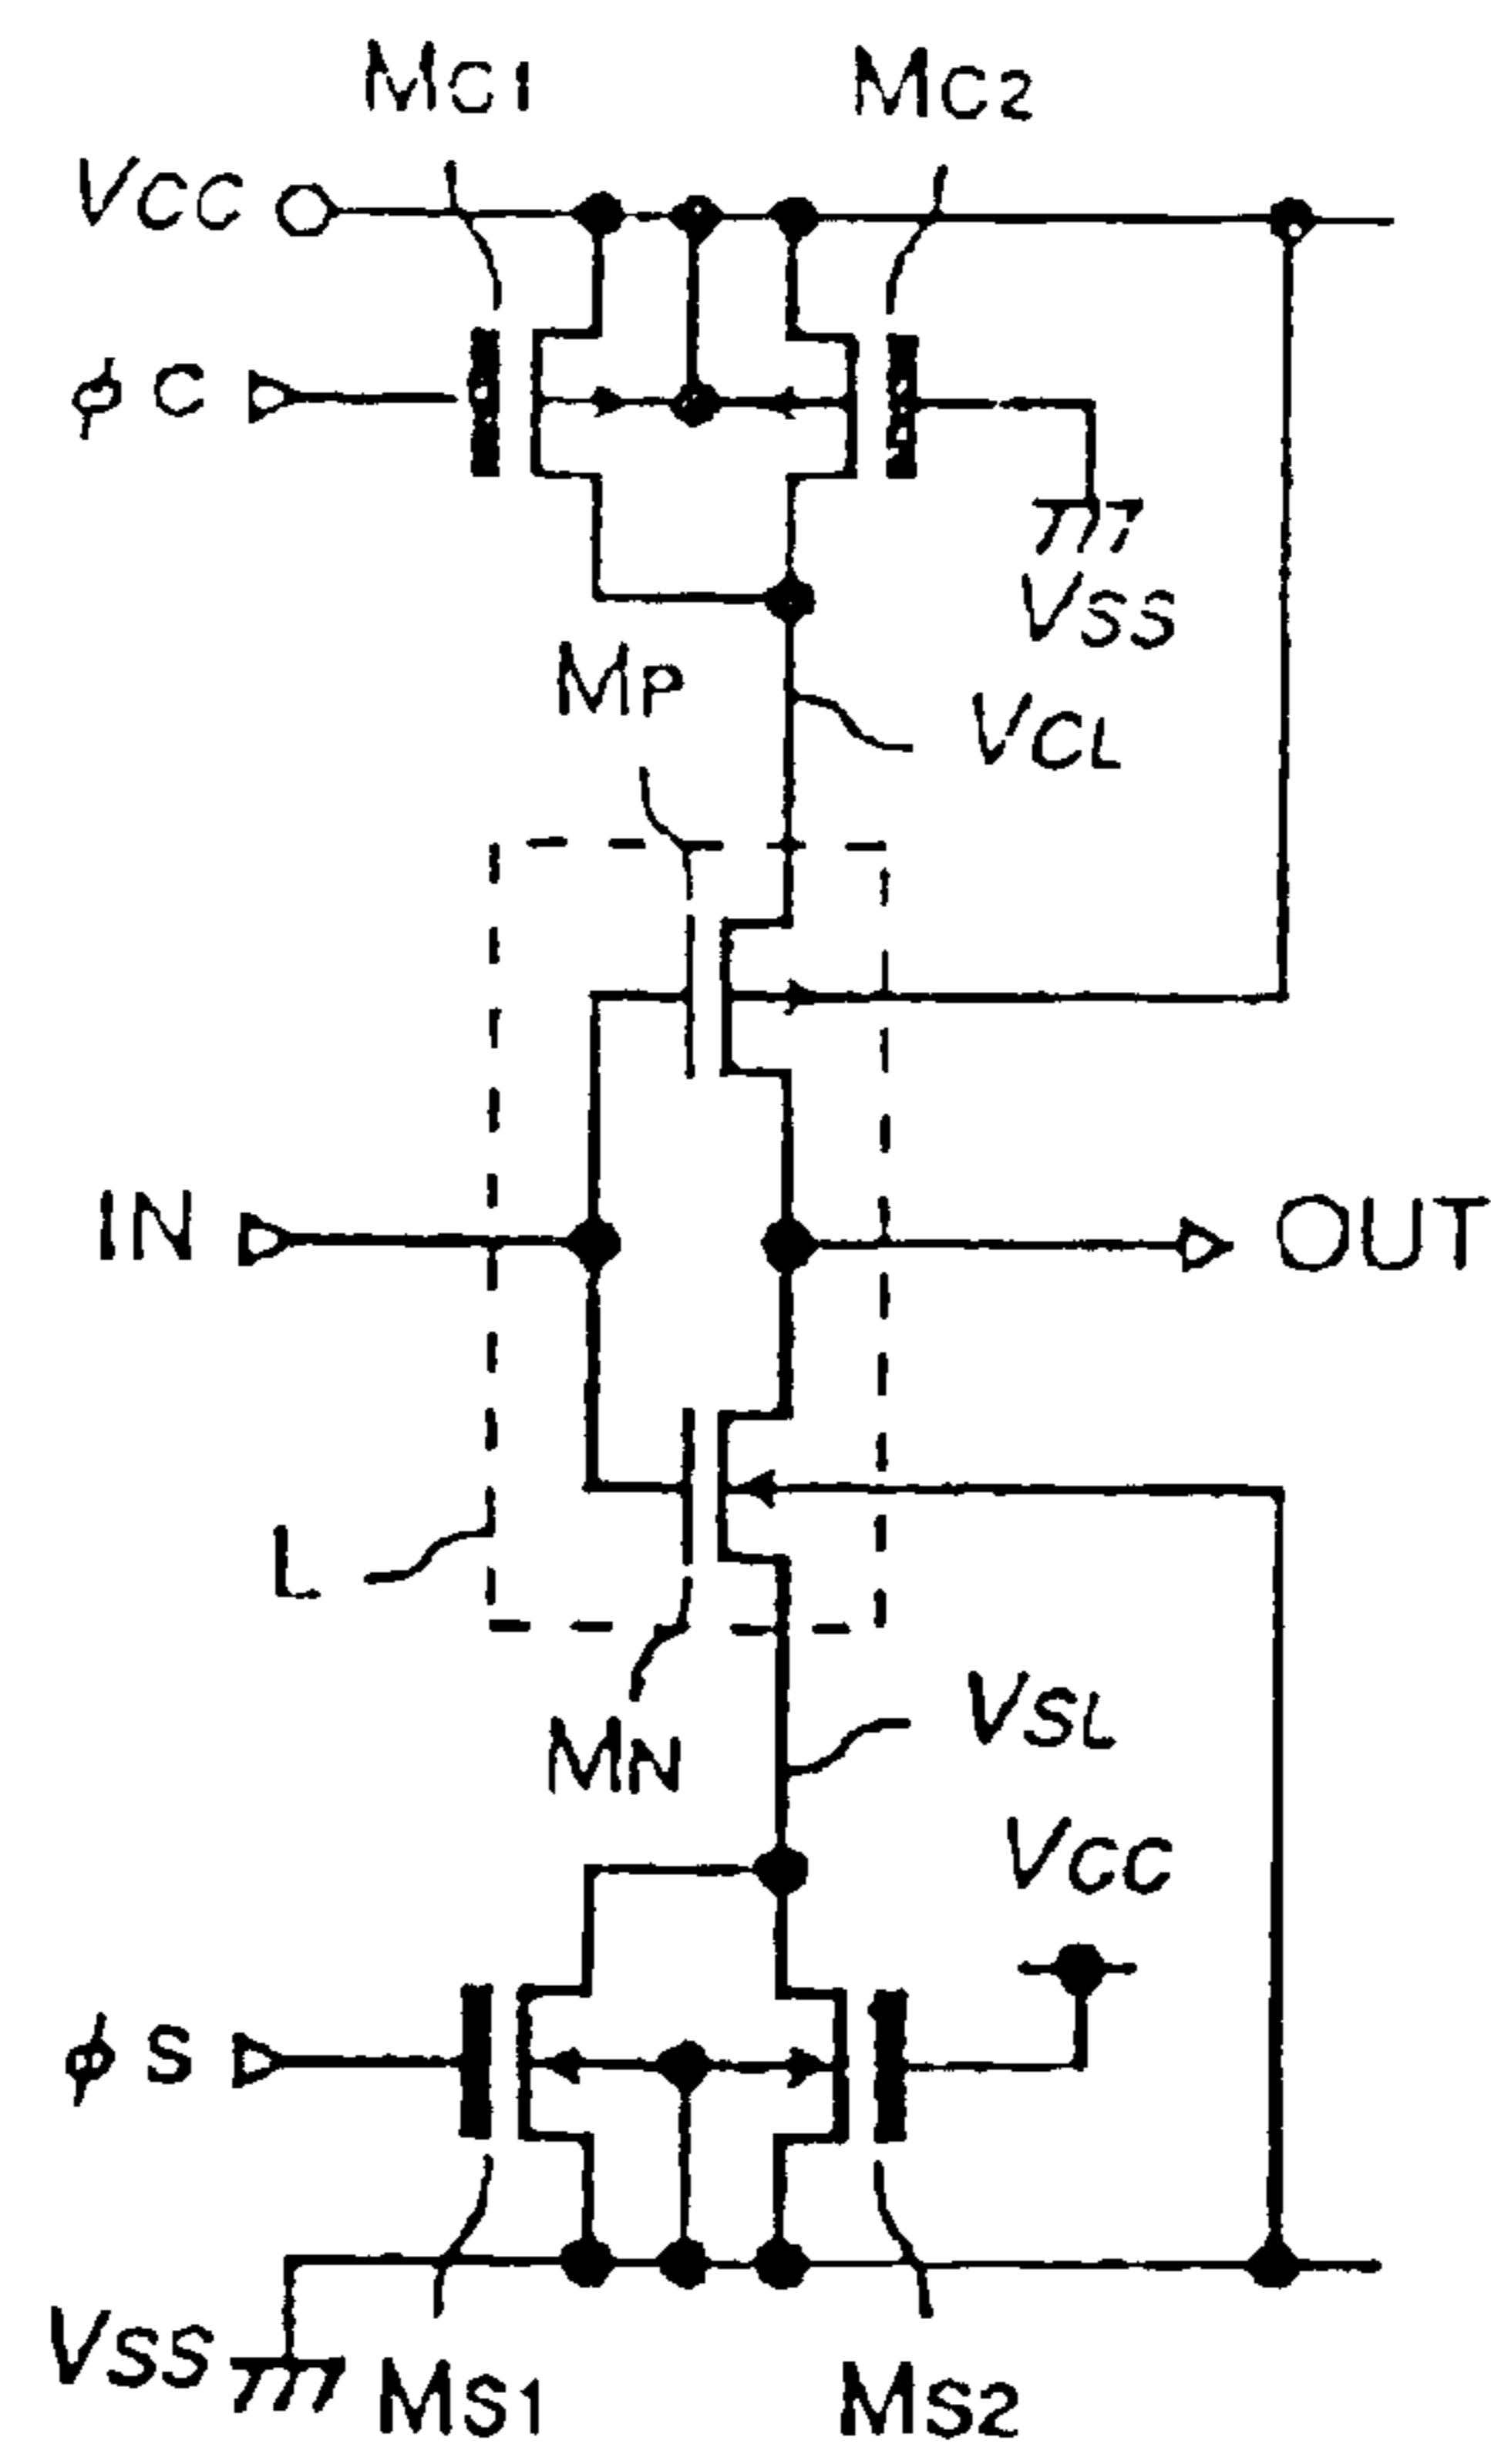 MC1 MC2
VCC
φC
VSS
MP
VCL
IN OUT
L
VSL
MN
VCC
φS
VSS
MS1 MS2